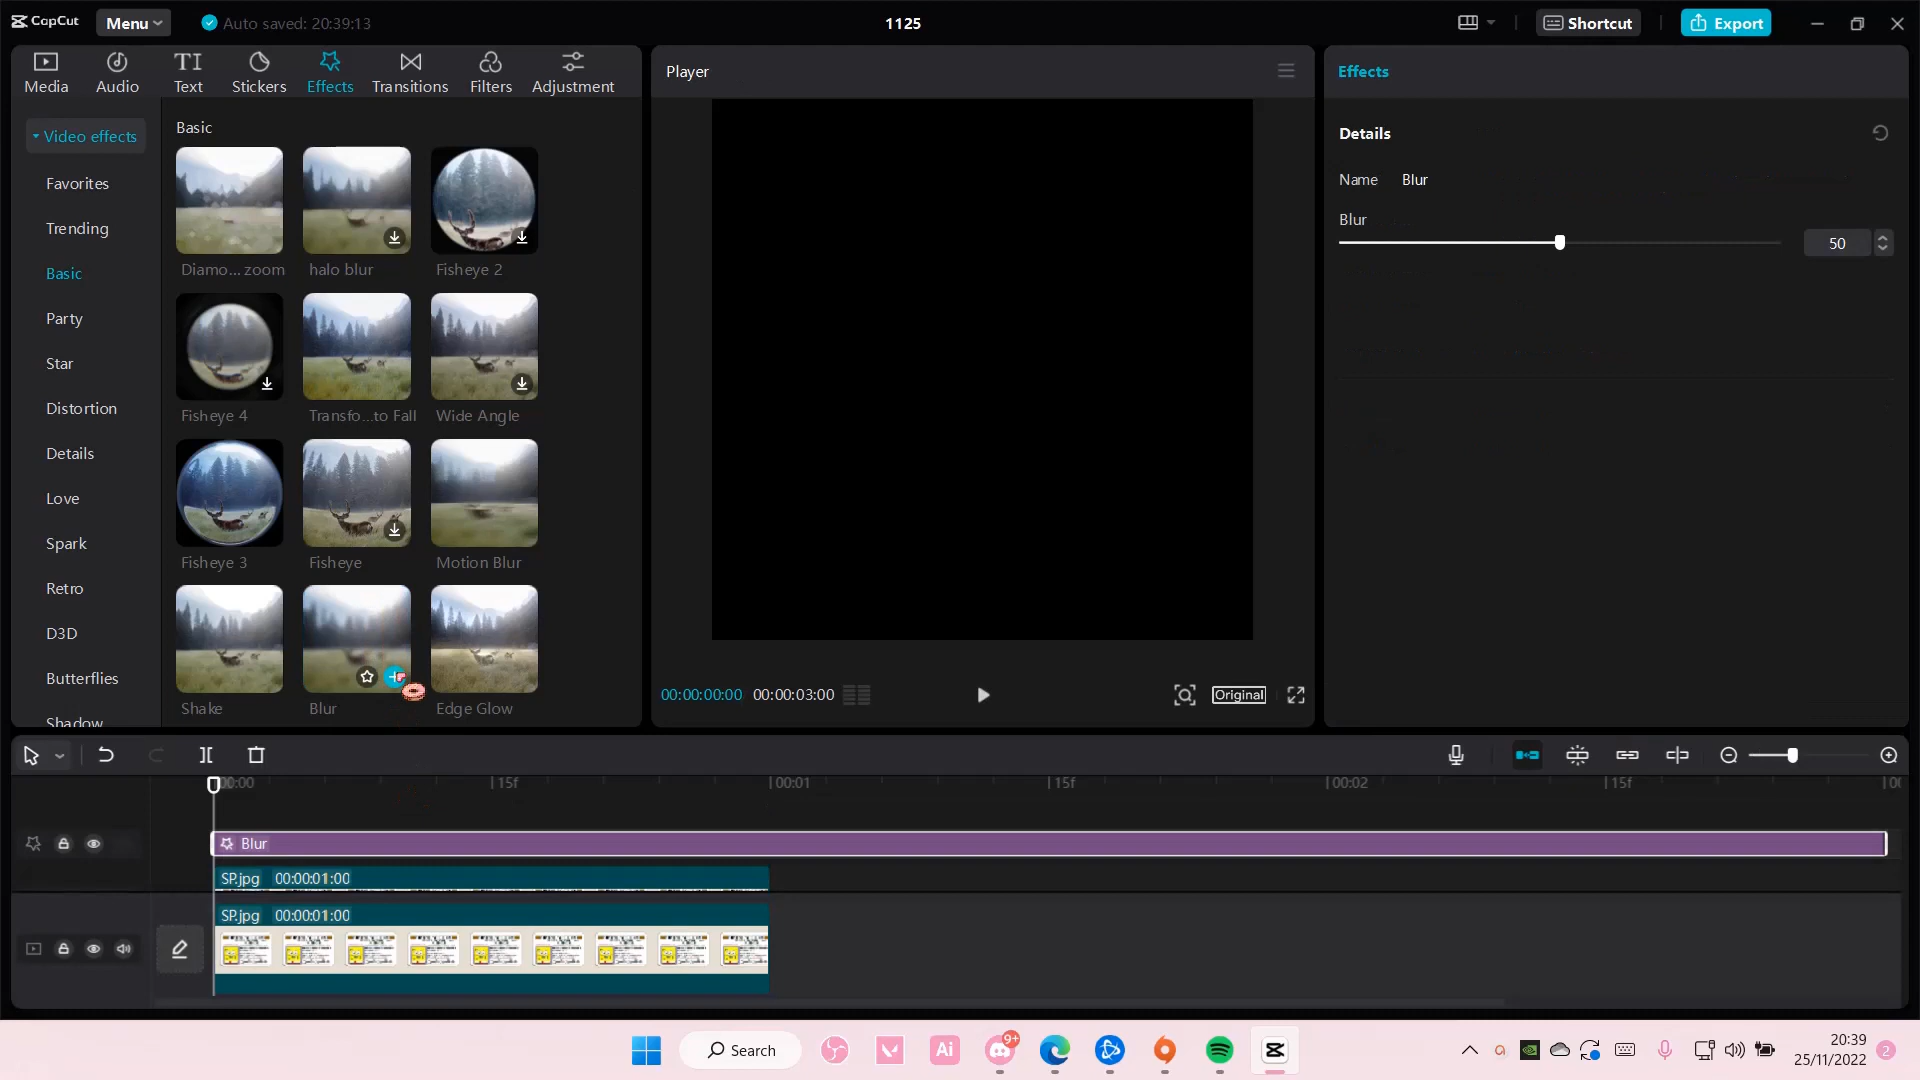 CapCut
Menu
Auto saved: 20:39:13
1125
Shortcut
Export
Media
Audio
TI
Text
Stickers
Effects
Transitions
Filters
Adjustment
Player
Effects
Video effects
Favorites
Trending
Basic
Party
Star
Distortion
Details
Love
Spark
Retro
D3D
Butterflies
Shadow
Basic
Diamo...zoom
halo blur
Fisheye 2
Fisheye 4
Transfo...to Fall
Wide Angle
Fisheye 3
Fisheye
Motion Blur
Shake
Blur
Edge Glow
00:00:00:00
00:00:03:00
Original
Details
Name Blur
Blur
50
00:00
15f
00:01
15f
00:02
15f
Blur
SP.jpg 00:00:01:00
SP.jpg 00:00:01:00
Search
Ai
9+
20:39
25/11/2022
2